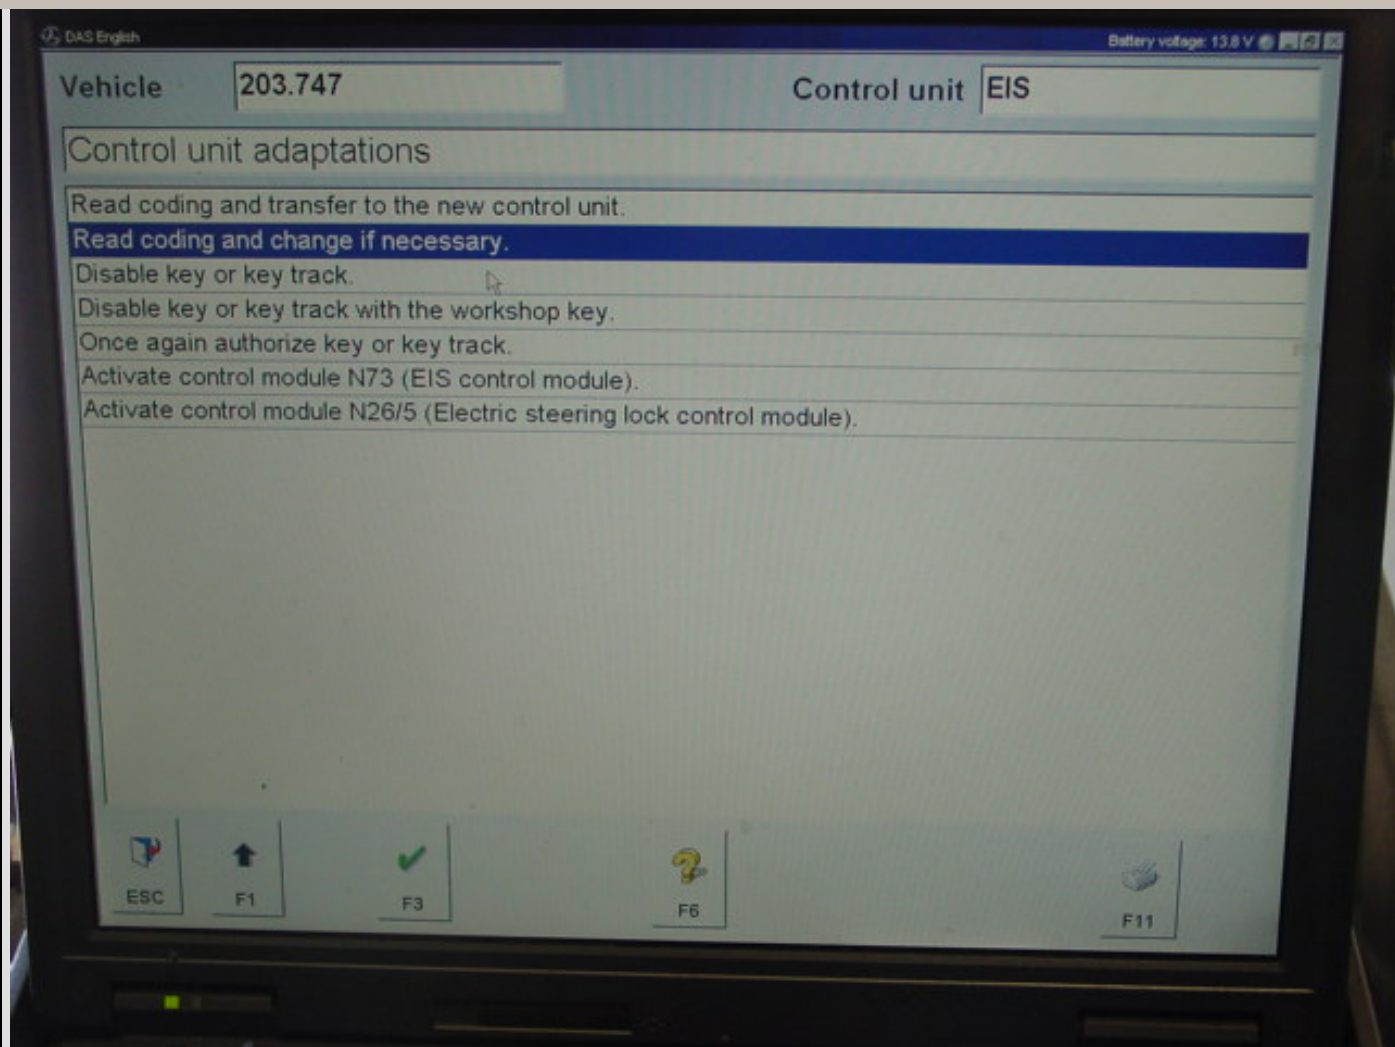 DAS English
Battery voltage: 13.8 V
Vehicle 203.747 Control unit EIS
Control unit adaptations
Read coding and transfer to the new control unit.
Read coding and change if necessary.
Disable key or key track.
Disable key or key track with the workshop key.
Once again authorize key or key track.
Activate control module N73 (EIS control module).
Activate control module N26/5 (Electric steering lock control module).
ESC F1 F3 F6 F11